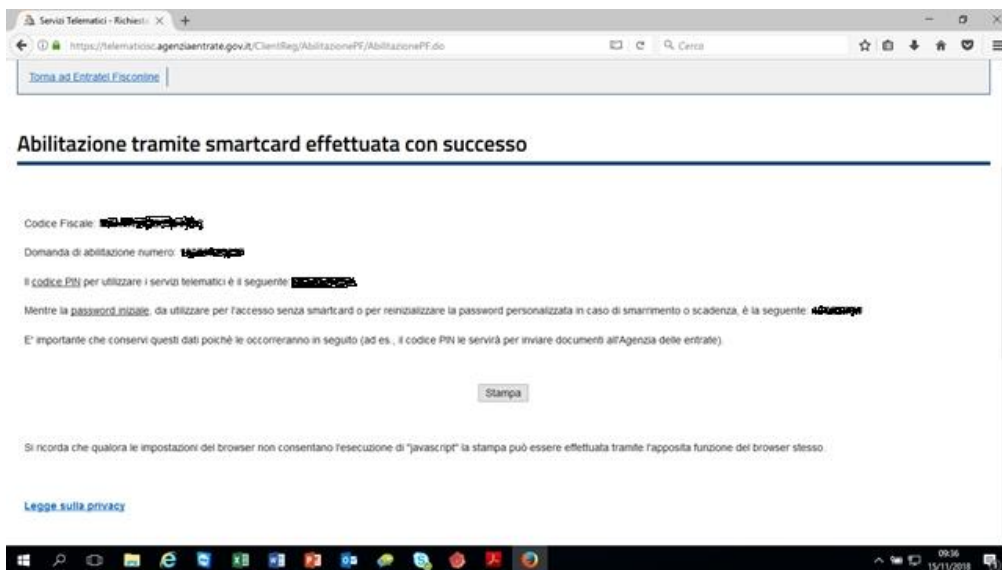 Servizi Telematici - Richiest
https://telematicisc.agenziaentrate.gov.it/ClientReg/AbilitazionePF/AbilitazionePF.do
Cerca
Torna ad Entratel Fisconline
Abilitazione tramite smartcard effettuata con successo
Codice Fiscale:
Domanda di abilitazione numero:
Il codice PIN per utilizzare i servizi telematici è il seguente
Mentre la password iniziale, da utilizzare per l'accesso senza smartcard o per reinizializzare la password personalizzata in caso di smarrimento o scadenza, è la seguente:
E' importante che conservi questi dati poichè le occorreranno in seguito (ad es., il codice PIN le servirà per inviare documenti all'Agenzia delle entrate).
Stampa
Si ricorda che qualora le impostazioni del browser non consentano l'esecuzione di "javascript" la stampa può essere effettuata tramite l'apposita funzione del browser stesso.
Legge sulla privacy
09:36
15/11/2018